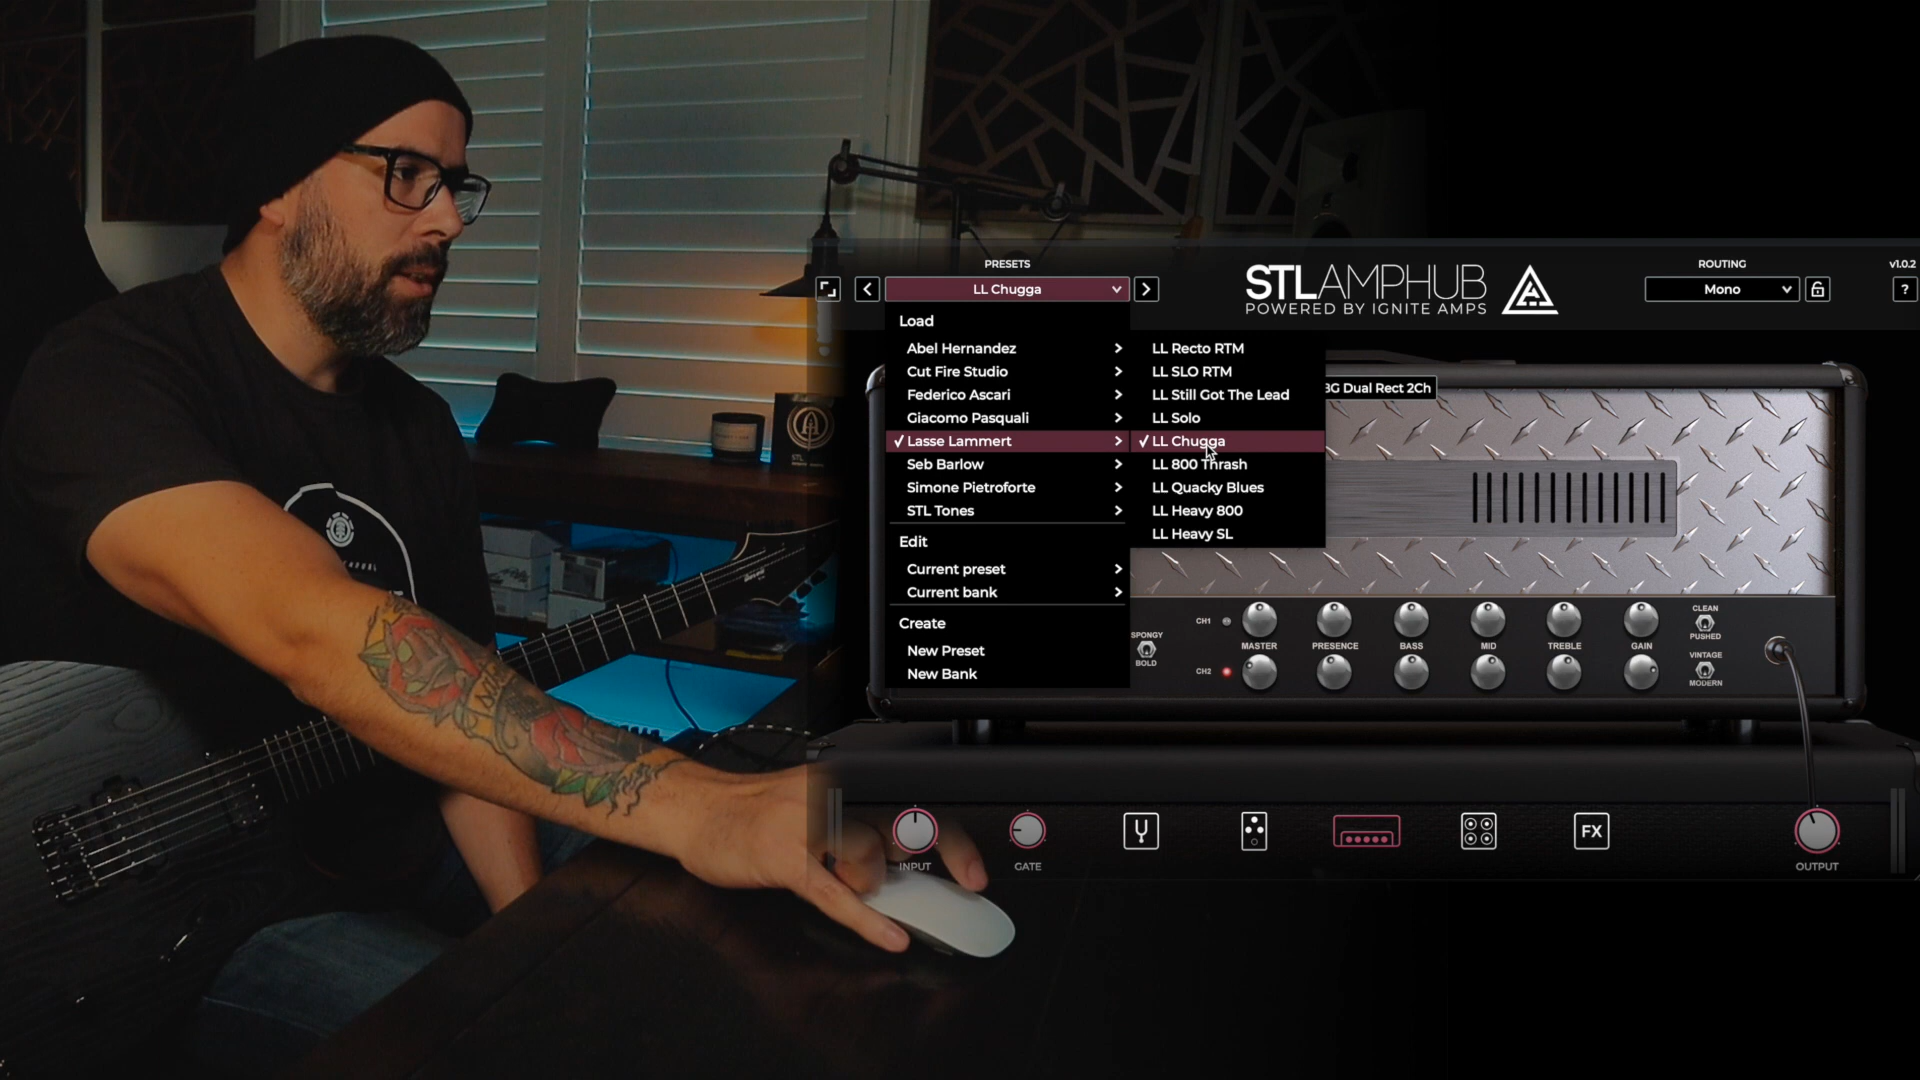 PRESETS
LL Chugga
STL AMPHUB
POWERED BY IGNITE AMPS
ROUTING
Mono
v1.0.2
?
Load
Abel Hernandez
Cut Fire Studio
Federico Ascari
Giacomo Pasquali
✓ Lasse Lammert
Seb Barlow
Simone Pietroforte
STL Tones
Edit
Current preset
Current bank
Create
New Preset
New Bank
LL Recto RTM
LL SLO RTM
LL Still Got The Lead
LL Solo
✓ LL Chugga
LL 800 Thrash
LL Quacky Blues
LL Heavy 800
LL Heavy SL
BG Dual Rect 2Ch
SPONGY
BOLD
CH1
CH2
MASTER
PRESENCE
BASS
MID
TREBLE
GAIN
CLEAN
PUSHED
VINTAGE
MODERN
INPUT
GATE
FX
OUTPUT
STL